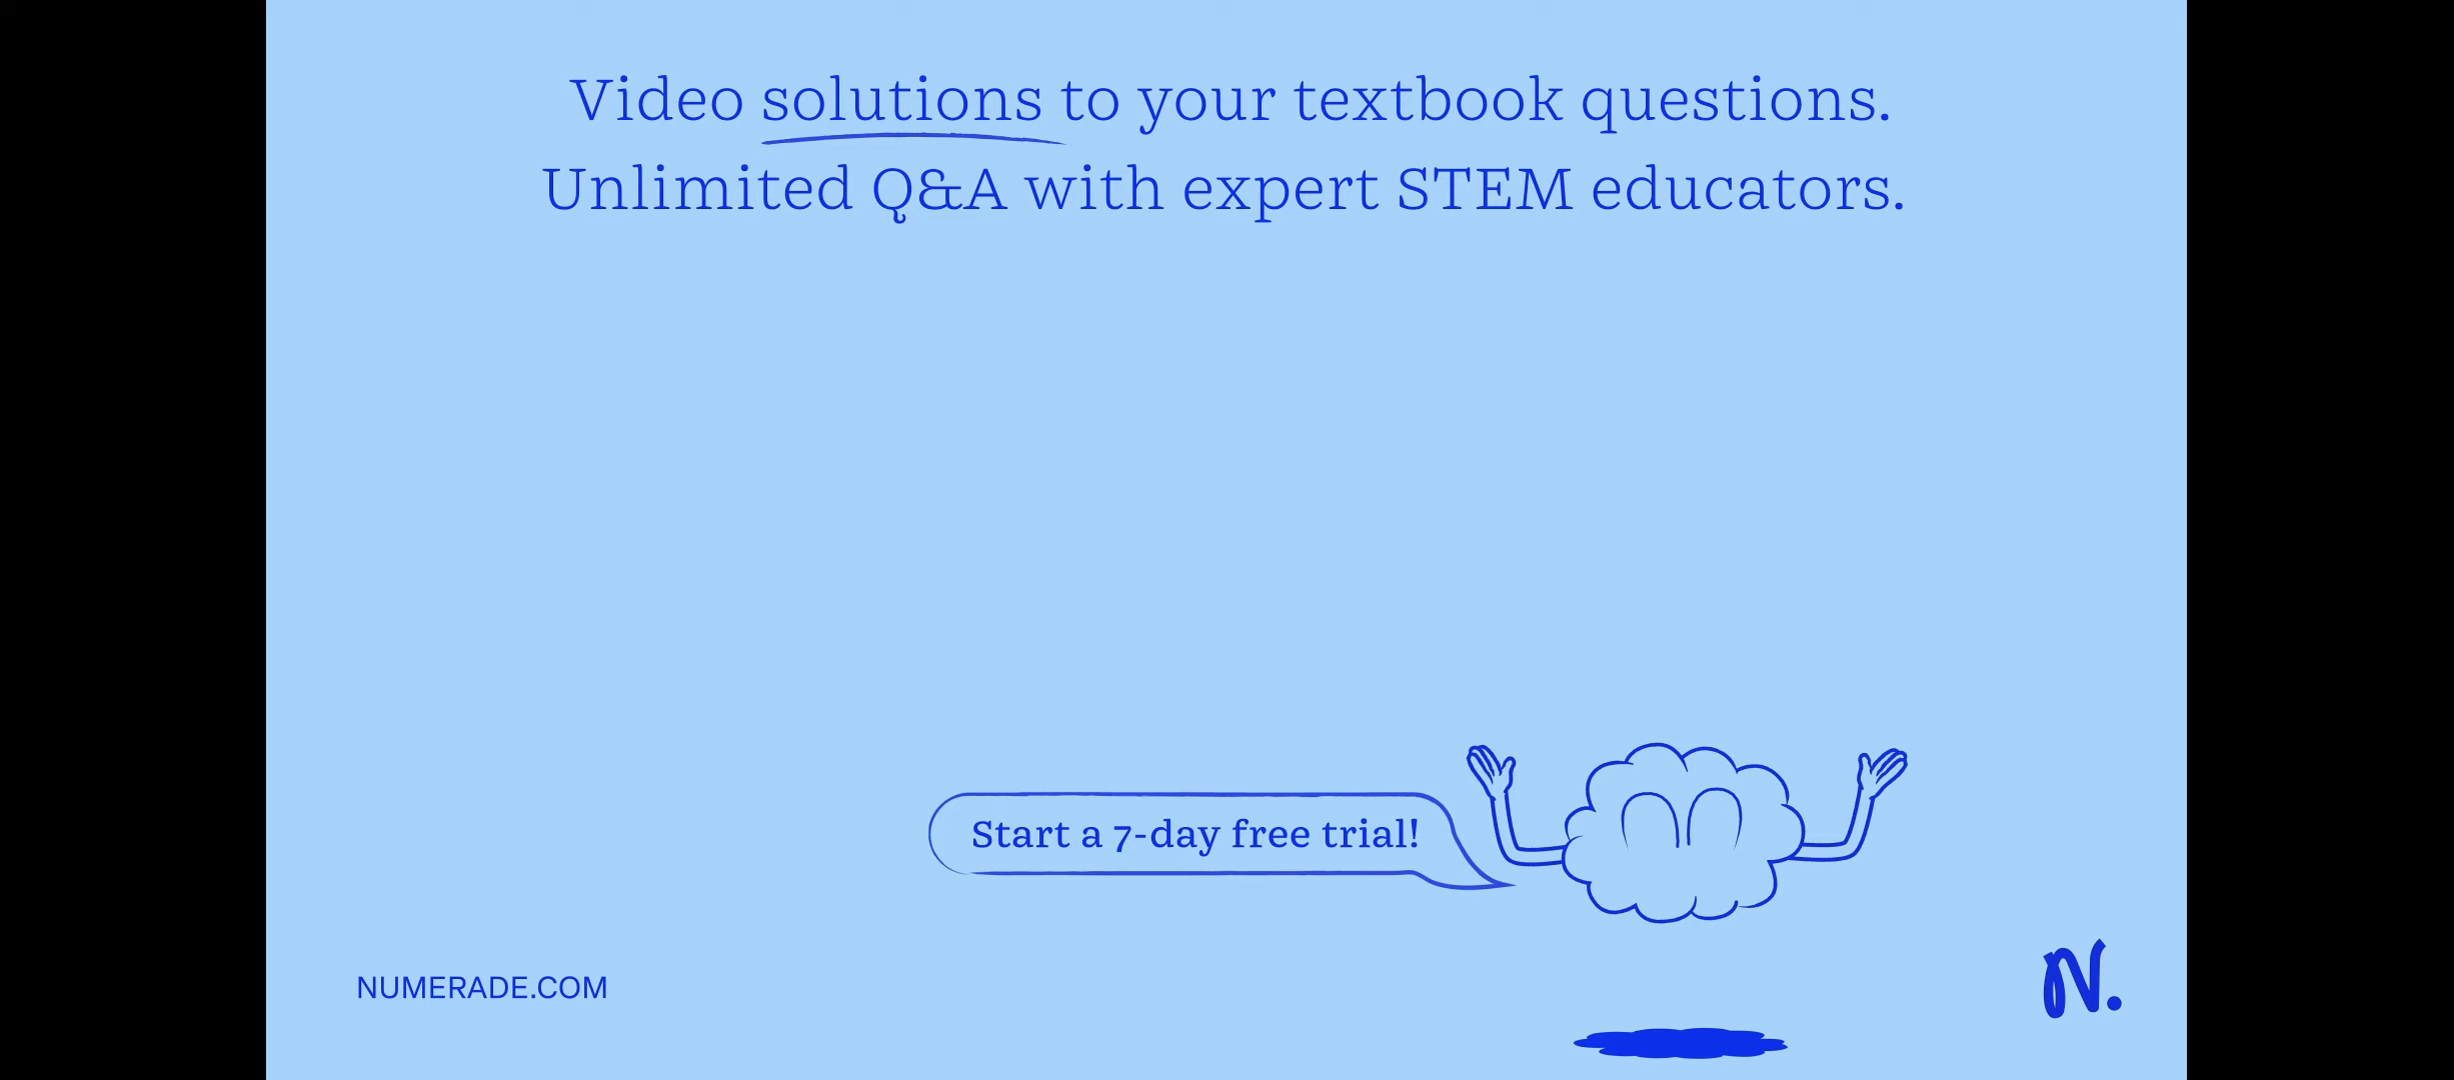 Video solutions to your textbook questions.
Unlimited Q&A with expert STEM educators.
Start a 7-day free trial!
NUMERADE.COM
N.